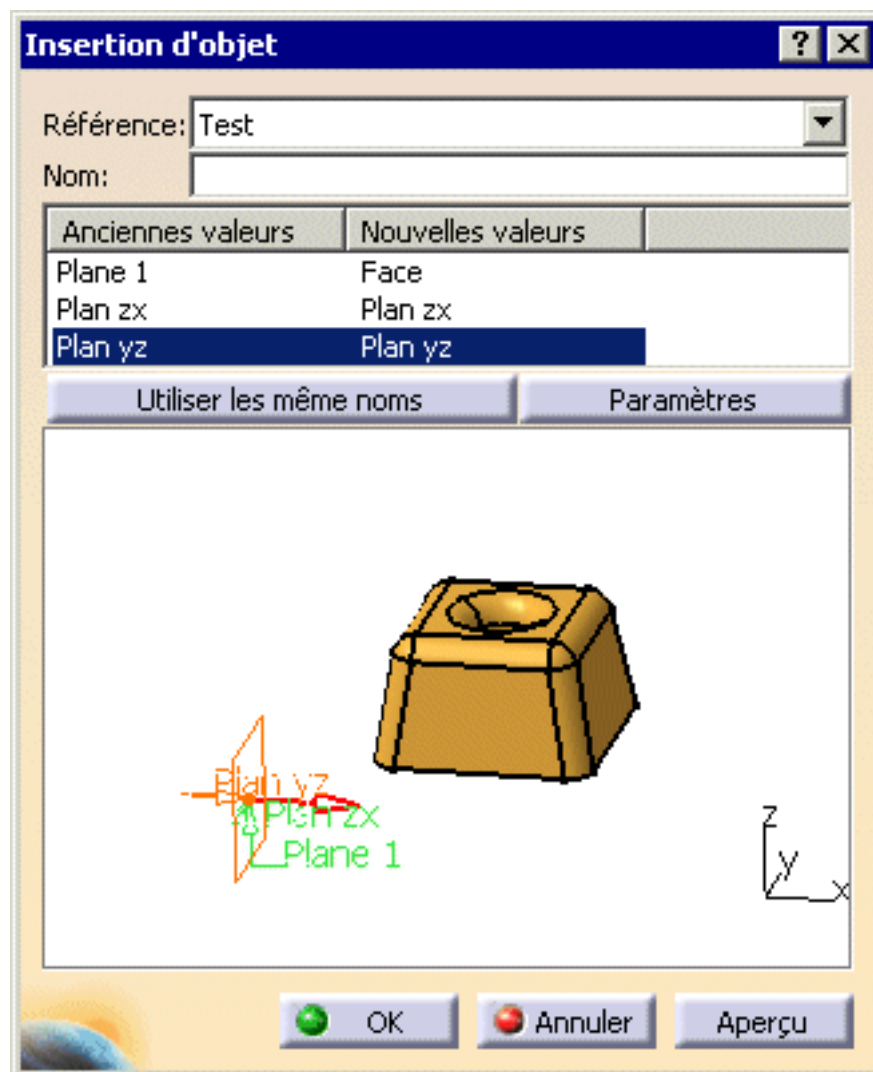 Insertion d'objet
Référence: Test
Nom:
Anciennes valeurs Nouvelles valeurs
Plane 1 Face
Plan zx Plan zx
Plan yz Plan yz
Utiliser les même noms Paramètres
Plan yz
Plan zx
Plane 1
z
y
x
OK Annuler Aperçu